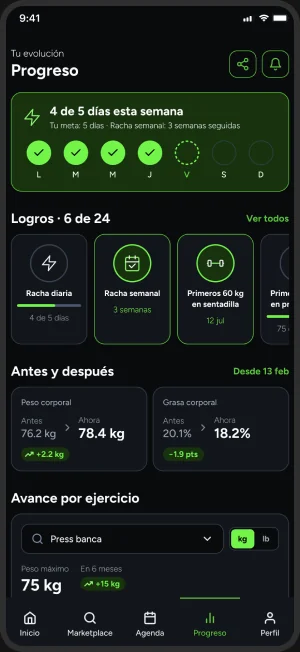 9:41
Tu evolución
Progreso
4 de 5 días esta semana
Tu meta: 5 días · Racha semanal: 3 semanas seguidas
L M M J V S D
Logros · 6 de 24
Ver todos
Racha diaria
4 de 5 días
Racha semanal
3 semanas
Primeros 60 kg
en sentadilla
12 jul
Antes y después
Desde 13 feb
Peso corporal
Antes
76.2 kg
Ahora
78.4 kg
+2.2 kg
Grasa corporal
Antes
20.1%
Ahora
18.2%
−1.9 pts
Avance por ejercicio
Press banca
kg lb
Peso máximo
75 kg
En 6 meses
+15 kg
Inicio Marketplace Agenda Progreso Perfil